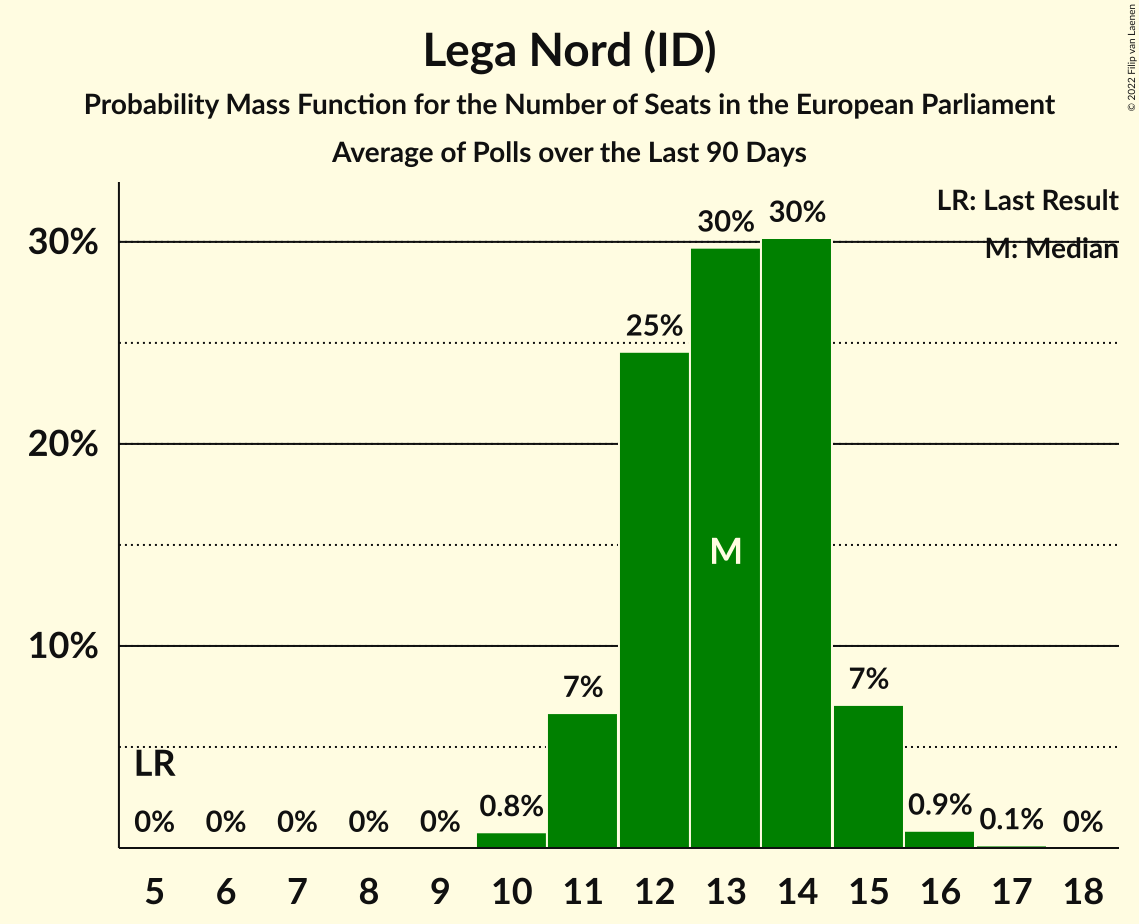 Lega Nord (ID)
Probability Mass Function for the Number of Seats in the European Parliament
Average of Polls over the Last 90 Days
© 2022 Filip van Laenen
LR: Last Result
M: Median
30%
20%
10%
LR
0% 0% 0% 0% 0% 0.8% 7% 25% 30% 30% 7% 0.9% 0.1% 0%
M
5 6 7 8 9 10 11 12 13 14 15 16 17 18